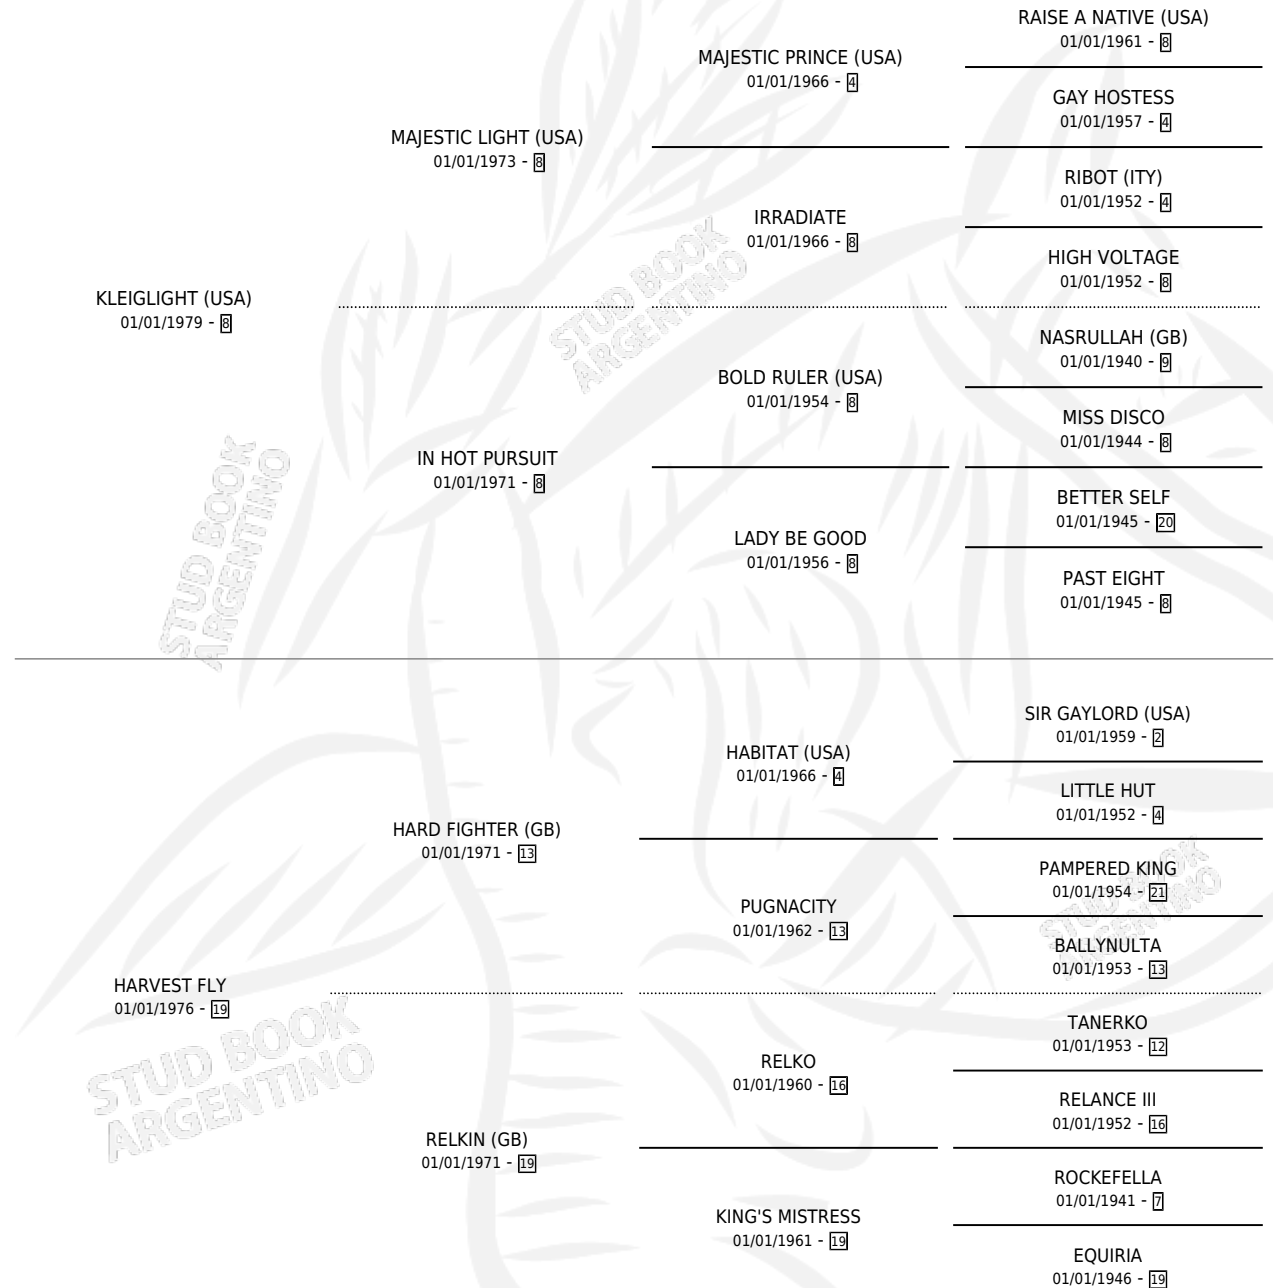 RAISE A NATIVE (USA)
01/01/1961 - 8
MAJESTIC PRINCE (USA)
01/01/1966 - 4
GAY HOSTESS
01/01/1957 - 4
MAJESTIC LIGHT (USA)
01/01/1973 - 8
RIBOT (ITY)
01/01/1952 - 4
IRRADIATE
01/01/1966 - 8
HIGH VOLTAGE
01/01/1952 - 8
KLEIGLIGHT (USA)
01/01/1979 - 8
NASRULLAH (GB)
01/01/1940 - 9
BOLD RULER (USA)
01/01/1954 - 8
MISS DISCO
01/01/1944 - 8
IN HOT PURSUIT
01/01/1971 - 8
BETTER SELF
01/01/1945 - 20
LADY BE GOOD
01/01/1956 - 8
PAST EIGHT
01/01/1945 - 8
SIR GAYLORD (USA)
01/01/1959 - 2
HABITAT (USA)
01/01/1966 - 4
LITTLE HUT
01/01/1952 - 4
HARD FIGHTER (GB)
01/01/1971 - 13
PAMPERED KING
01/01/1954 - 21
PUGNACITY
01/01/1962 - 13
BALLYNULTA
01/01/1953 - 13
HARVEST FLY
01/01/1976 - 19
TANERKO
01/01/1953 - 12
RELKO
01/01/1960 - 16
RELANCE III
01/01/1952 - 16
RELKIN (GB)
01/01/1971 - 19
ROCKEFELLA
01/01/1941 - 7
KING'S MISTRESS
01/01/1961 - 19
EQUIRIA
01/01/1946 - 19
STUD BOOK
ARGENTINO
STUD BOOK
ARGENTINO
STUD BOOK
ARGENTINO
STUD BOOK
ARGENTINO